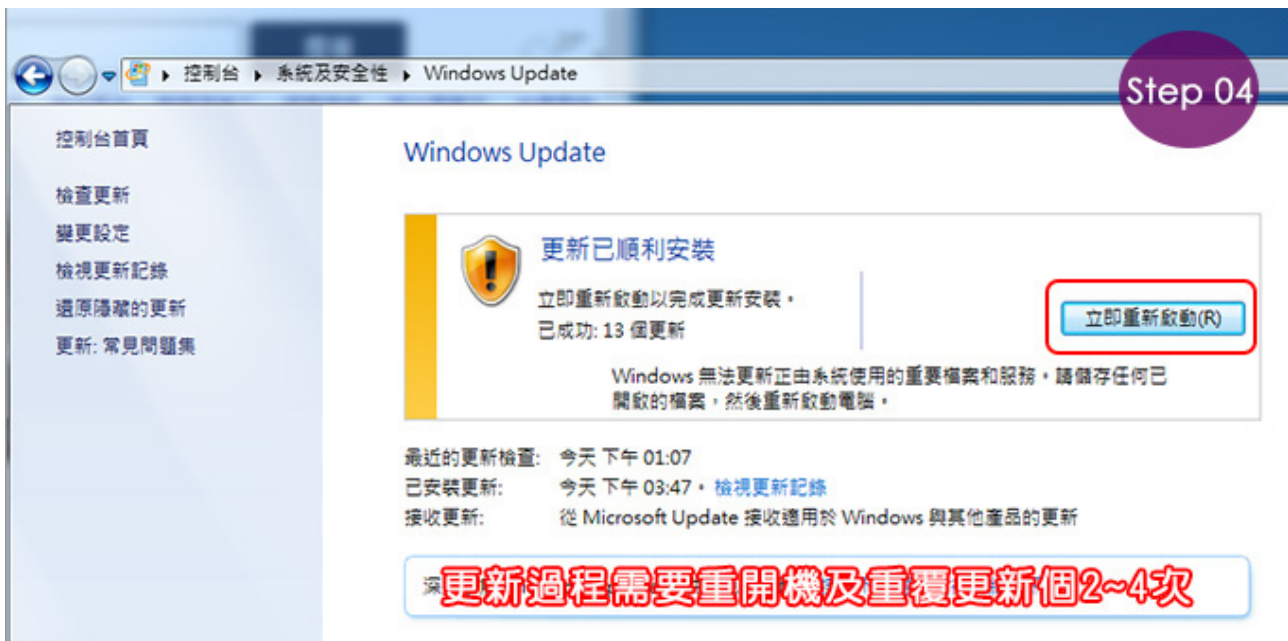 控制台 ▸ 系統及安全性 ▸ Windows Update
Step 04
控制台首頁
檢查更新
變更設定
檢視更新記錄
還原隱藏的更新
更新: 常見問題集
Windows Update
更新已順利安裝
立即重新啟動以完成更新安裝。
已成功: 13 個更新
立即重新啟動(R)
Windows 無法更新正由系統使用的重要檔案和服務。請儲存任何已
開啟的檔案，然後重新啟動電腦。
最近的更新檢查: 今天 下午 01:07
已安裝更新: 今天 下午 03:47。檢視更新記錄
接收更新: 從 Microsoft Update 接收適用於 Windows 與其他產品的更新
深
更新過程需要重開機及重覆更新個2~4次